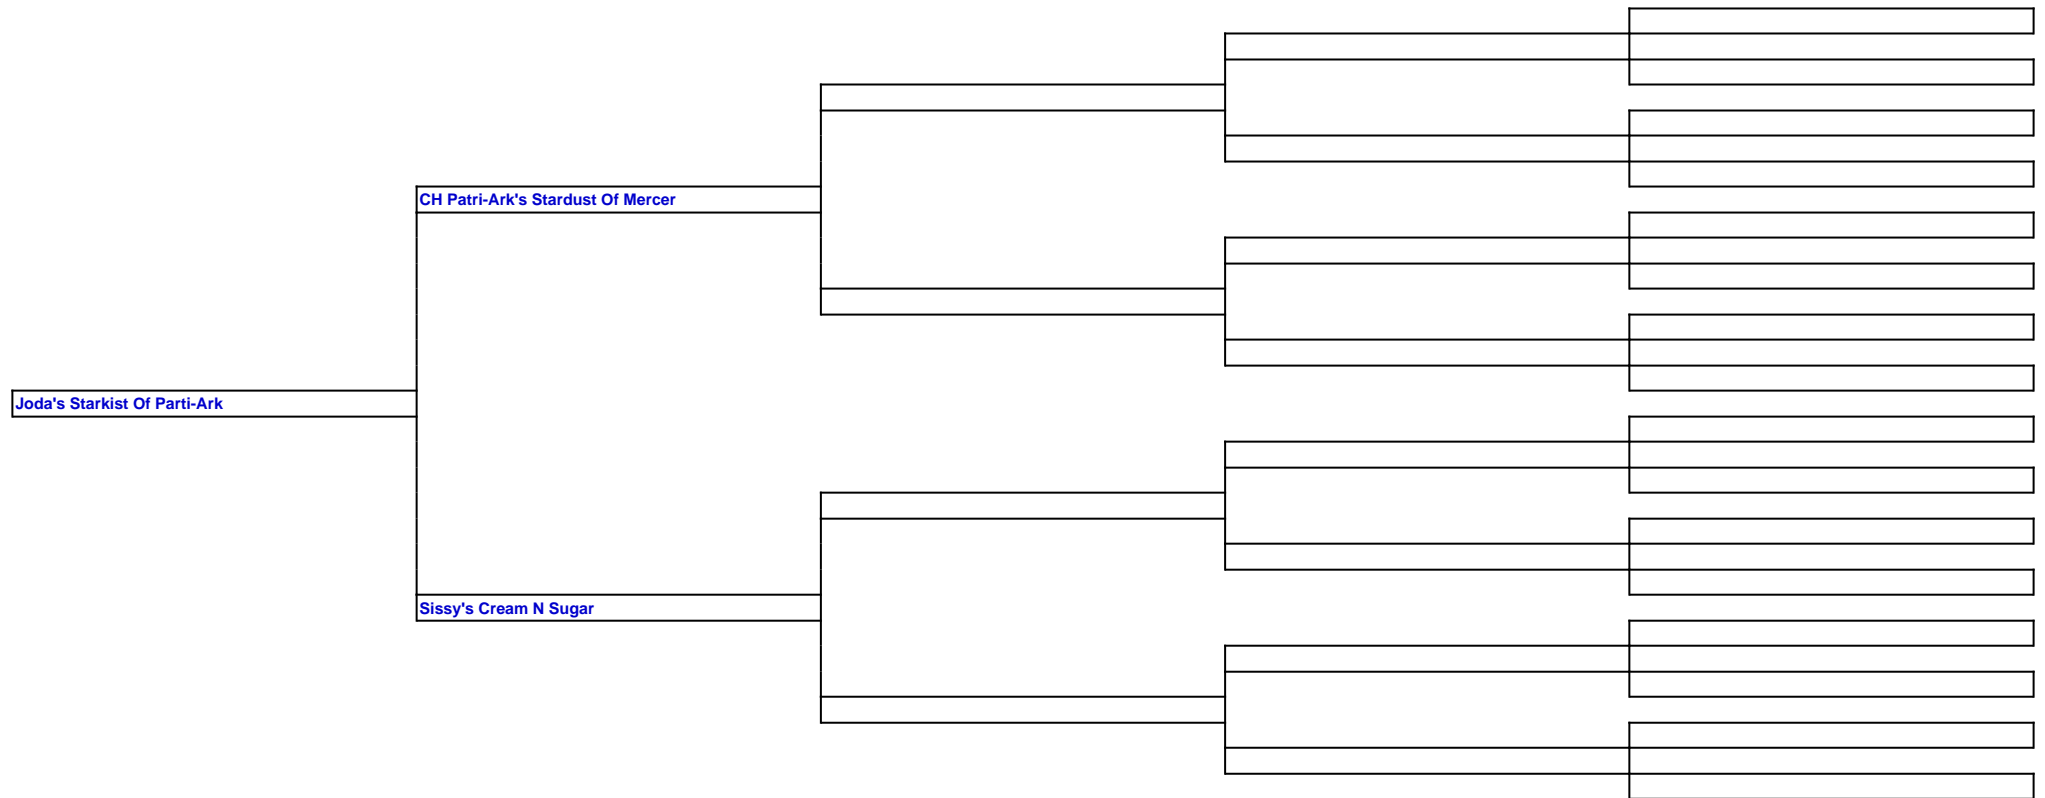 CH Patri-Ark's Stardust Of Mercer
Joda's Starkist Of Parti-Ark
Sissy's Cream N Sugar